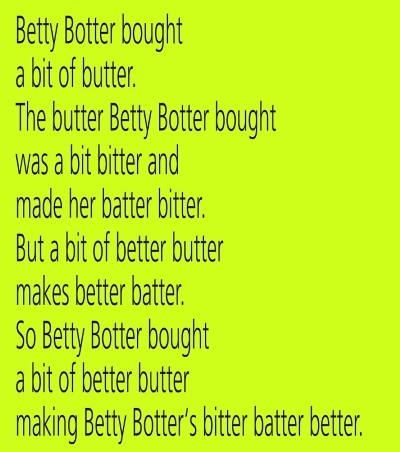 Betty Botter bought
a bit of butter.
The butter Betty Botter bought
was a bit bitter and
made her batter bitter.
But a bit of better butter
makes better batter.
So Betty Botter bought
a bit of better butter
making Betty Botter‘s bitter batter better.